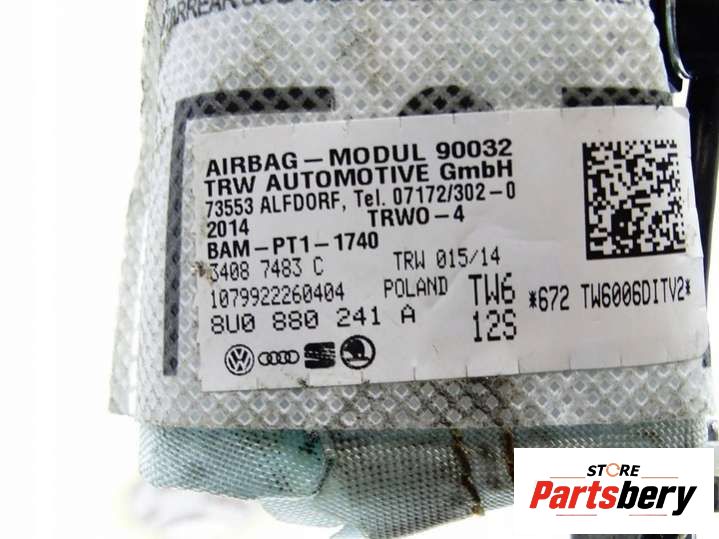 AIRBAG-MODUL 90032
TRW AUTOMOTIVE GmbH
73553 ALFDORF, Tel. 07172/302-0
2014 TRWO-4
BAM-PT1-1740
3408 7483 C TRW 015/14
1079922260404 POLAND TW6
8U0 880 241 A 12S
*672 TW6006DITV2*
STORE
Partsbery